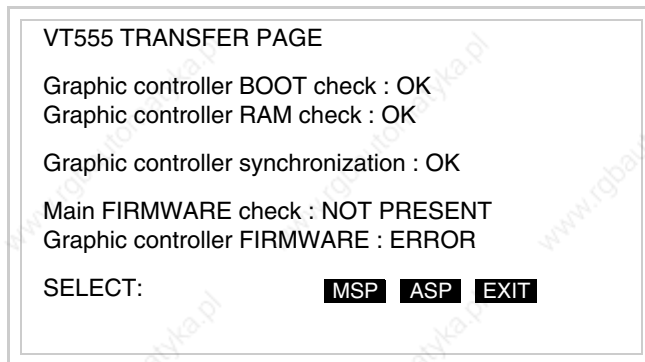 VT555 TRANSFER PAGE
Graphic controller BOOT check : OK
Graphic controller RAM check : OK
Graphic controller synchronization : OK
Main FIRMWARE check : NOT PRESENT
Graphic controller FIRMWARE : ERROR
SELECT: MSP ASP EXIT